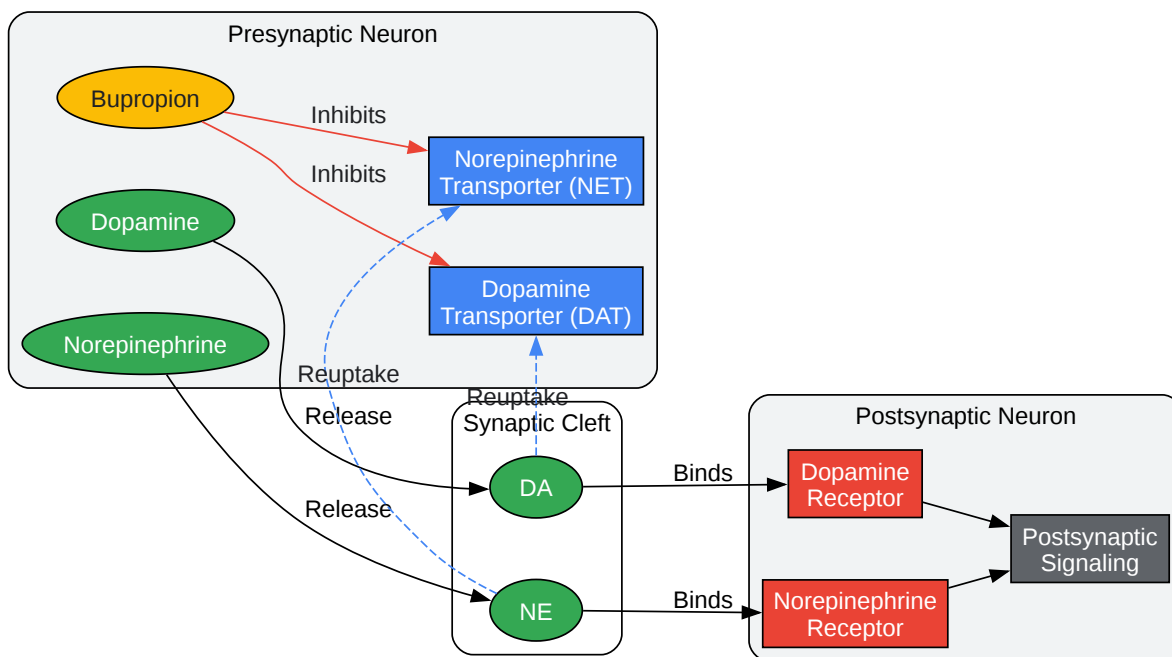 Presynaptic Neuron
Bupropion
Inhibits
Norepinephrine
Transporter (NET)
Inhibits
Dopamine
Dopamine
Transporter (DAT)
Norepinephrine
Reuptake
Reuptake
Release
Synaptic Cleft
Postsynaptic Neuron
DA
Binds
Dopamine
Receptor
Release
Postsynaptic
Signaling
NE
Binds
Norepinephrine
Receptor